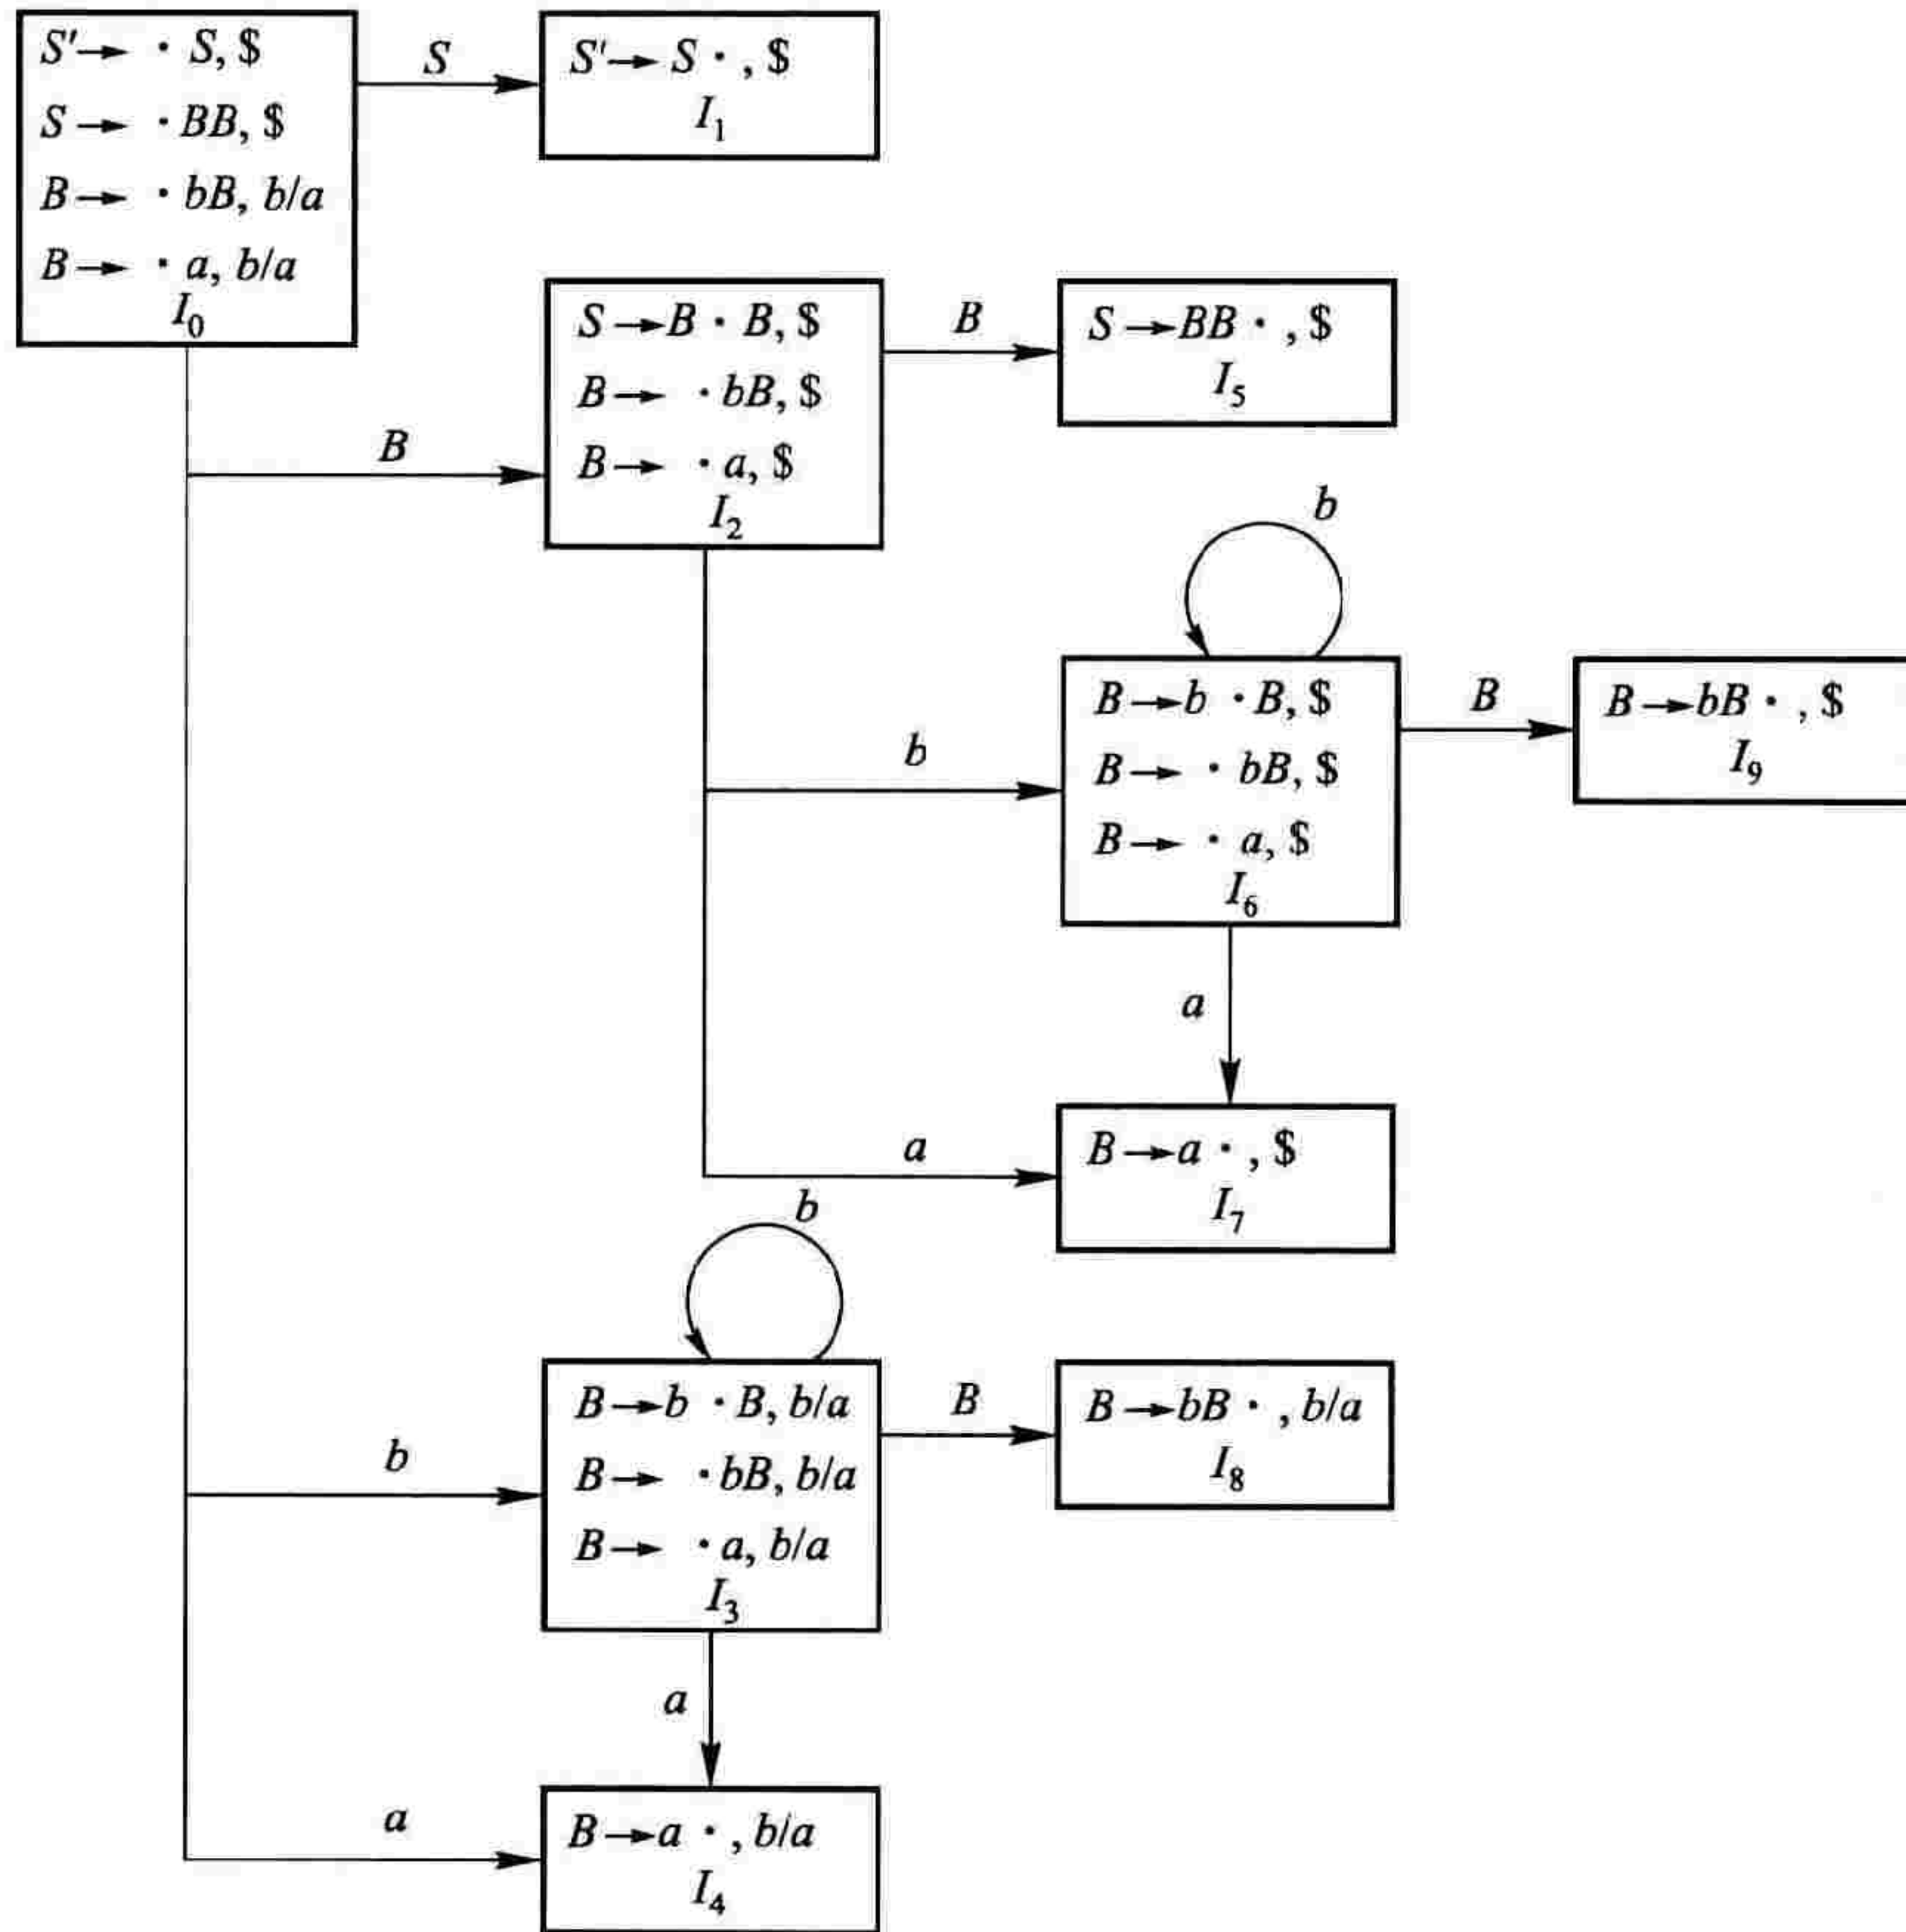 S′→ · S, $
S → · BB, $
B → · bB, b/a
B → · a, b/a
I₀
S
S′→ S · , $
I₁
B
S → B · B, $
B → · bB, $
B → · a, $
I₂
B
S → BB · , $
I₅
b
b
B → b · B, $
B → · bB, $
B → · a, $
I₆
B
B → bB · , $
I₉
a
a
B → a · , $
I₇
b
b
B → b · B, b/a
B → · bB, b/a
B → · a, b/a
I₃
B
B → bB · , b/a
I₈
a
a
B → a · , b/a
I₄